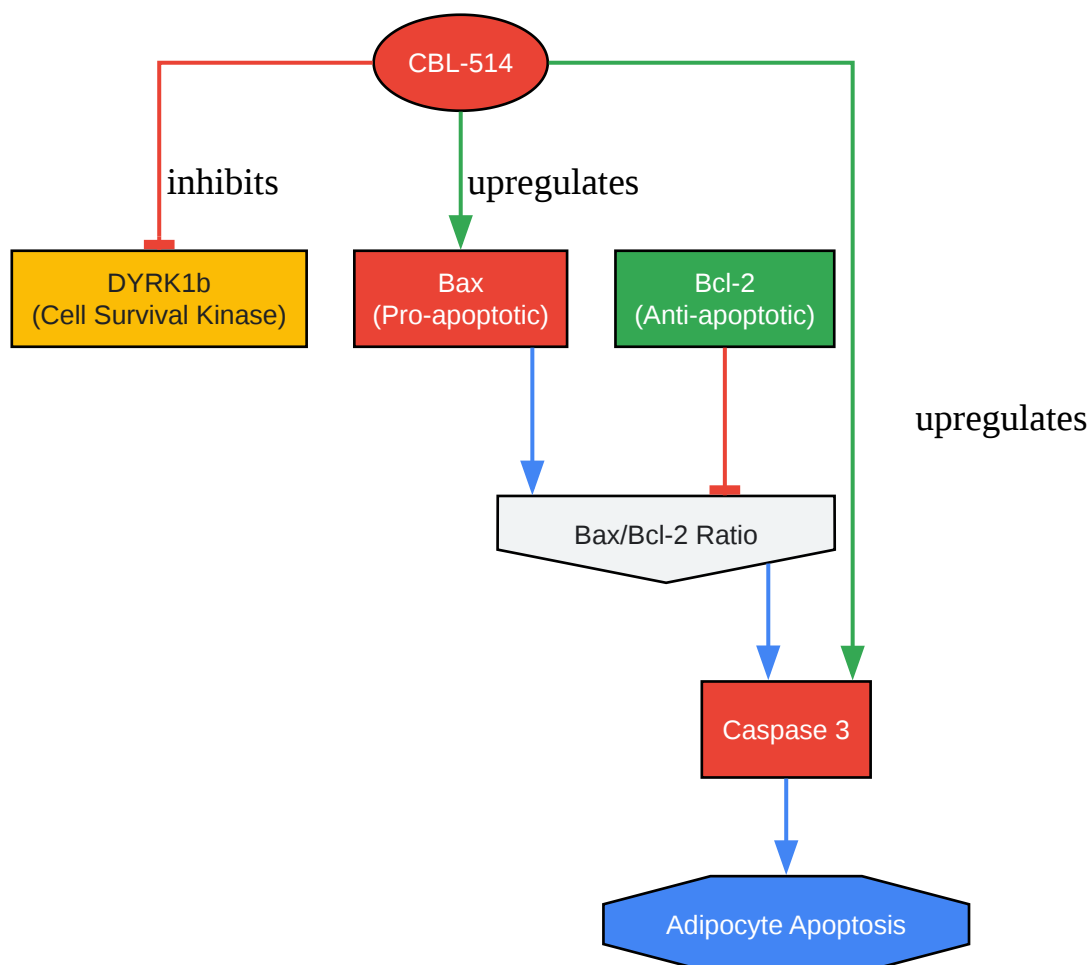 CBL-514
inhibits
upregulates
DYRK1b
(Cell Survival Kinase)
Bax
(Pro-apoptotic)
Bcl-2
(Anti-apoptotic)
upregulates
Bax/Bcl-2 Ratio
Caspase 3
Adipocyte Apoptosis